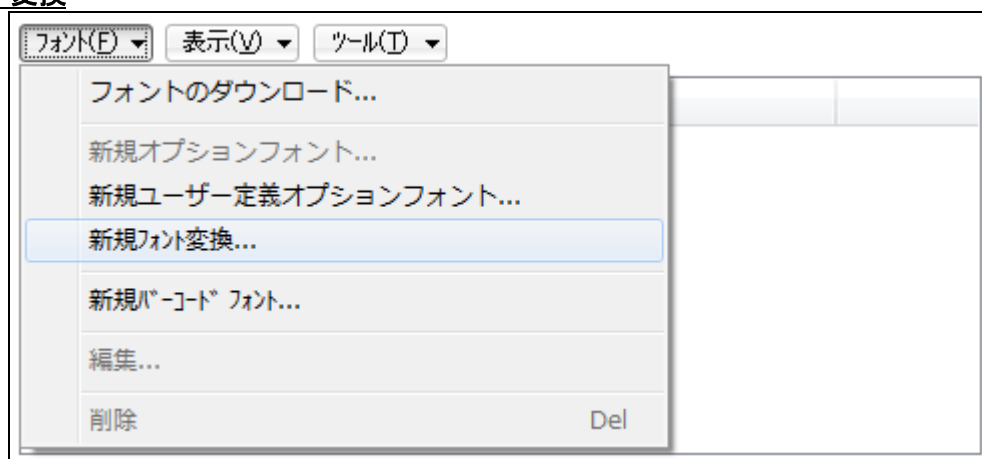 変換
ﾌｫﾝﾄ(F) 表示(V) ﾂｰﾙ(T)
フォントのダウンロード...
新規オプションフォント...
新規ユーザー定義オプションフォント...
新規ﾌｫﾝﾄ変換...
新規ﾊﾞｰｺｰﾄﾞ ﾌｫﾝﾄ...
編集...
削除 Del